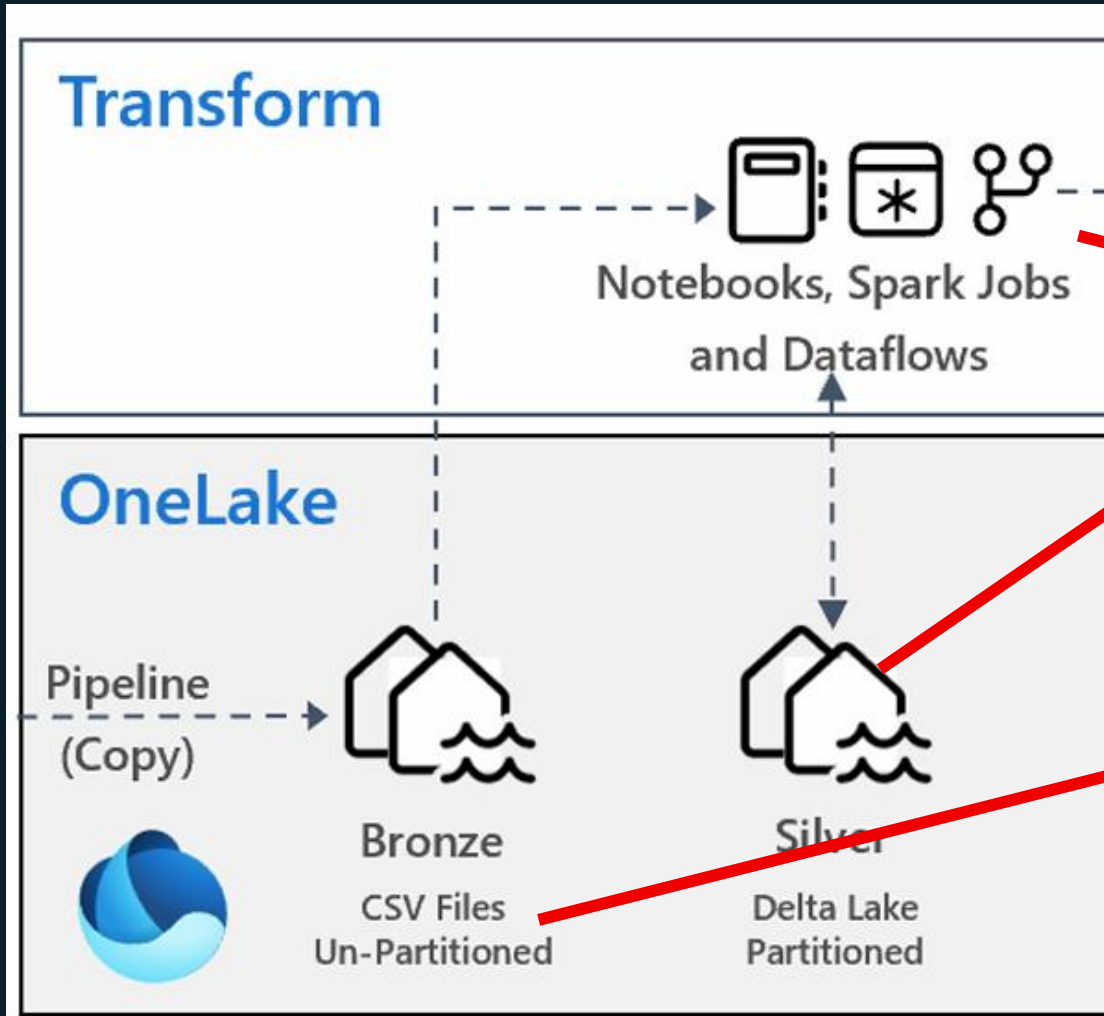 Transform
Notebooks, Spark Jobs
and Dataflows
OneLake
Pipeline
(Copy)
Bronze
CSV Files
Un-Partitioned
Silver
Delta Lake
Partitioned